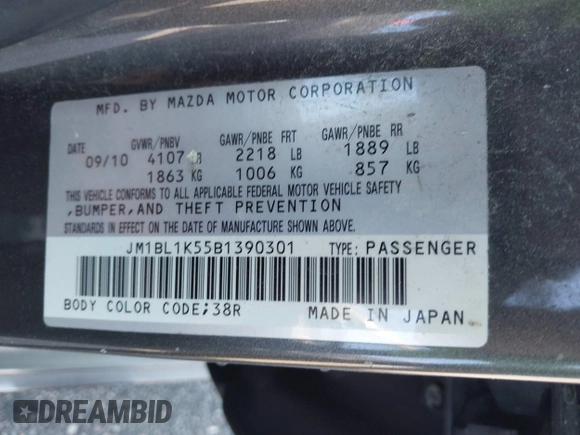 MFD. BY MAZDA MOTOR CORPORATION
DATE GVWR/PNBV GAWR/PNBE FRT GAWR/PNBE RR
09/10 4107 LB 2218 LB 1889 LB
1863 KG 1006 KG 857 KG
THIS VEHICLE CONFORMS TO ALL APPLICABLE FEDERAL MOTOR VEHICLE SAFETY
,BUMPER,AND THEFT PREVENTION
STANDARDS IN EFFECT ON THE DATE OF MANUFACTURE SHOWN ABOVE.
JM1BL1K55B1390301 TYPE: PASSENGER
BODY COLOR CODE;38R MADE IN JAPAN
DREAMBID